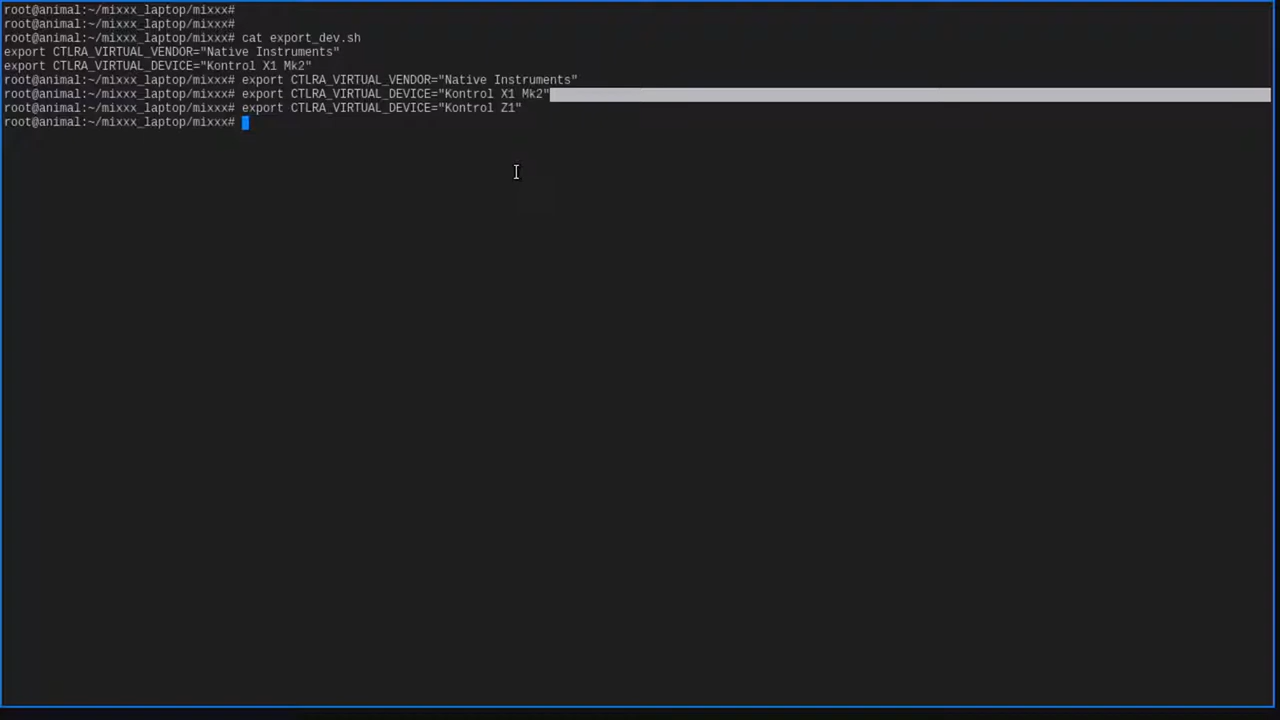 root@animal:~/mixxx_laptop/mixxx#
root@animal:~/mixxx_laptop/mixxx#
root@animal:~/mixxx_laptop/mixxx# cat export_dev.sh
export CTLRA_VIRTUAL_VENDOR="Native Instruments"
export CTLRA_VIRTUAL_DEVICE="Kontrol X1 Mk2"
root@animal:~/mixxx_laptop/mixxx# export CTLRA_VIRTUAL_VENDOR="Native Instruments"
root@animal:~/mixxx_laptop/mixxx# export CTLRA_VIRTUAL_DEVICE="Kontrol X1 Mk2"
root@animal:~/mixxx_laptop/mixxx# export CTLRA_VIRTUAL_DEVICE="Kontrol Z1"
root@animal:~/mixxx_laptop/mixxx#